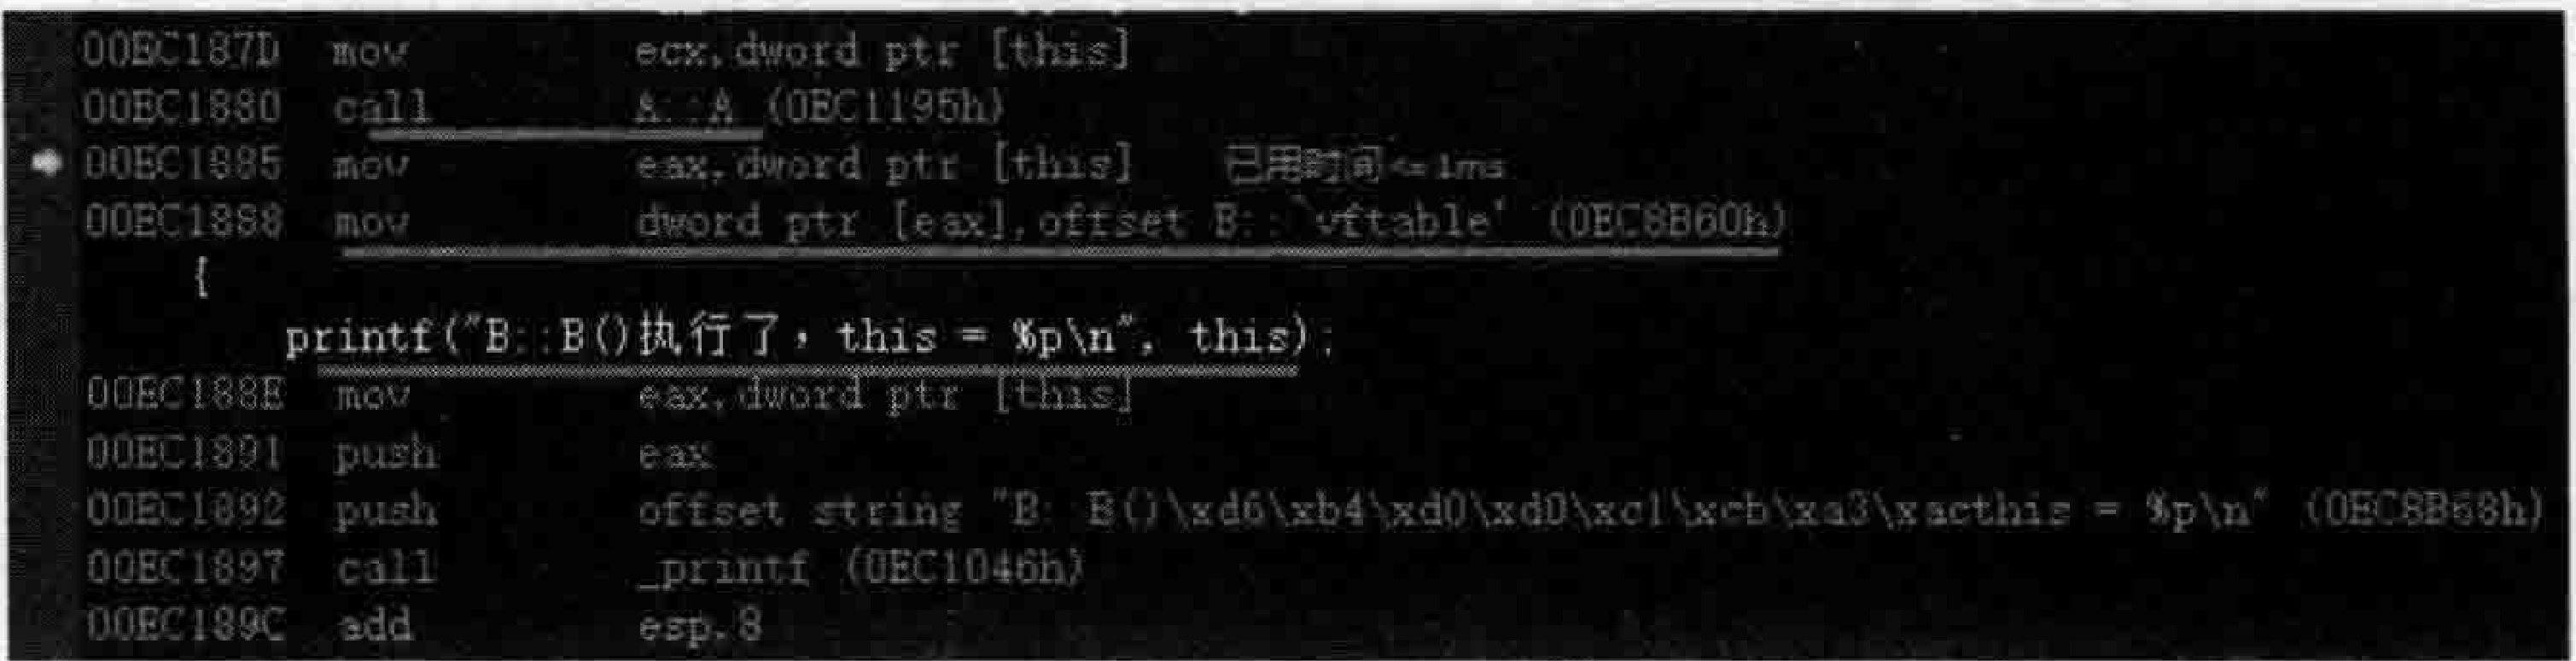 00EC187D mov ecx,dword ptr [this]
00EC1880 call A::A (0EC1195h)
00EC1885 mov eax,dword ptr [this] 已用时间<=1ms
00EC1888 mov dword ptr [eax],offset B::`vftable' (0EC8B60h)
{
printf("B::B()执行了，this = %p\n", this);
00EC188E mov eax,dword ptr [this]
00EC1891 push eax
00EC1892 push offset string "B::B()\xd6\xb4\xd0\xd0\xc1\xcb\xa3\xacthis = %p\n" (0EC8B68h)
00EC1897 call _printf (0EC1046h)
00EC189C add esp,8